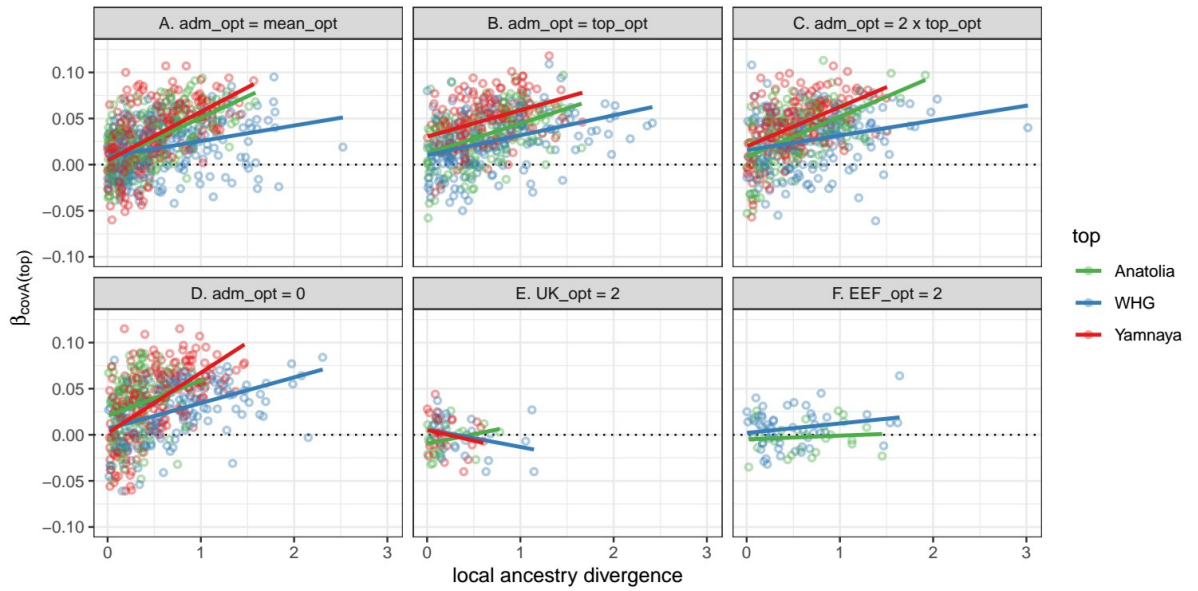 A. adm_opt = mean_opt
B. adm_opt = top_opt
C. adm_opt = 2 x top_opt
0.10
0.05
0.00
−0.05
−0.10
D. adm_opt = 0
E. UK_opt = 2
F. EEF_opt = 2
0.10
0.05
0.00
−0.05
−0.10
0 1 2 3
0 1 2 3
0 1 2 3
local ancestry divergence
βcovA(top)
top
Anatolia
WHG
Yamnaya